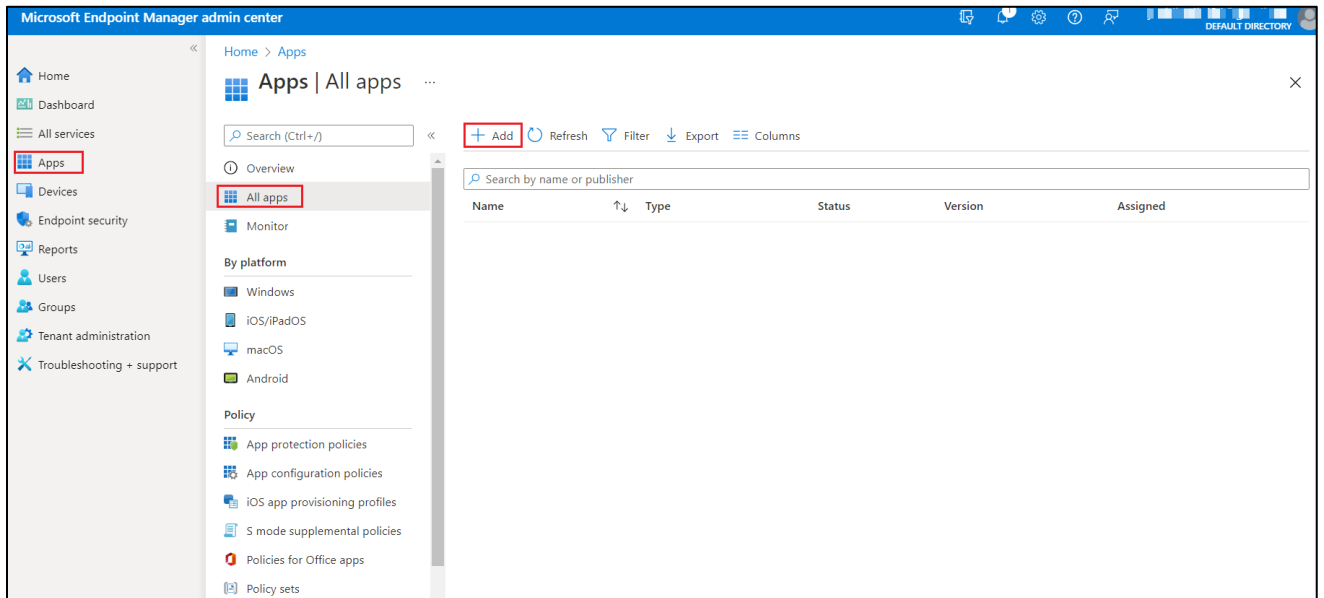 Microsoft Endpoint Manager admin center
1
DEFAULT DIRECTORY
«
Home
Dashboard
All services
Apps
Devices
Endpoint security
Reports
Users
Groups
Tenant administration
Troubleshooting + support
Home > Apps
Apps | All apps ...
Search (Ctrl+/) «
Overview
All apps
Monitor
By platform
Windows
iOS/iPadOS
macOS
Android
Policy
App protection policies
App configuration policies
iOS app provisioning profiles
S mode supplemental policies
Policies for Office apps
Policy sets
+ Add Refresh Filter Export Columns
Search by name or publisher
Name ↑↓ Type Status Version Assigned